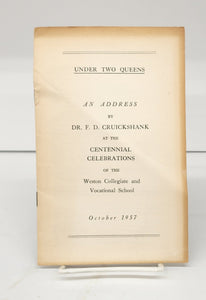 UNDER TWO QUEENS
AN ADDRESS
BY
DR. F. D. CRUICKSHANK
AT THE
CENTENNIAL
CELEBRATIONS
OF THE
Weston Collegiate and
Vocational School
October 1957